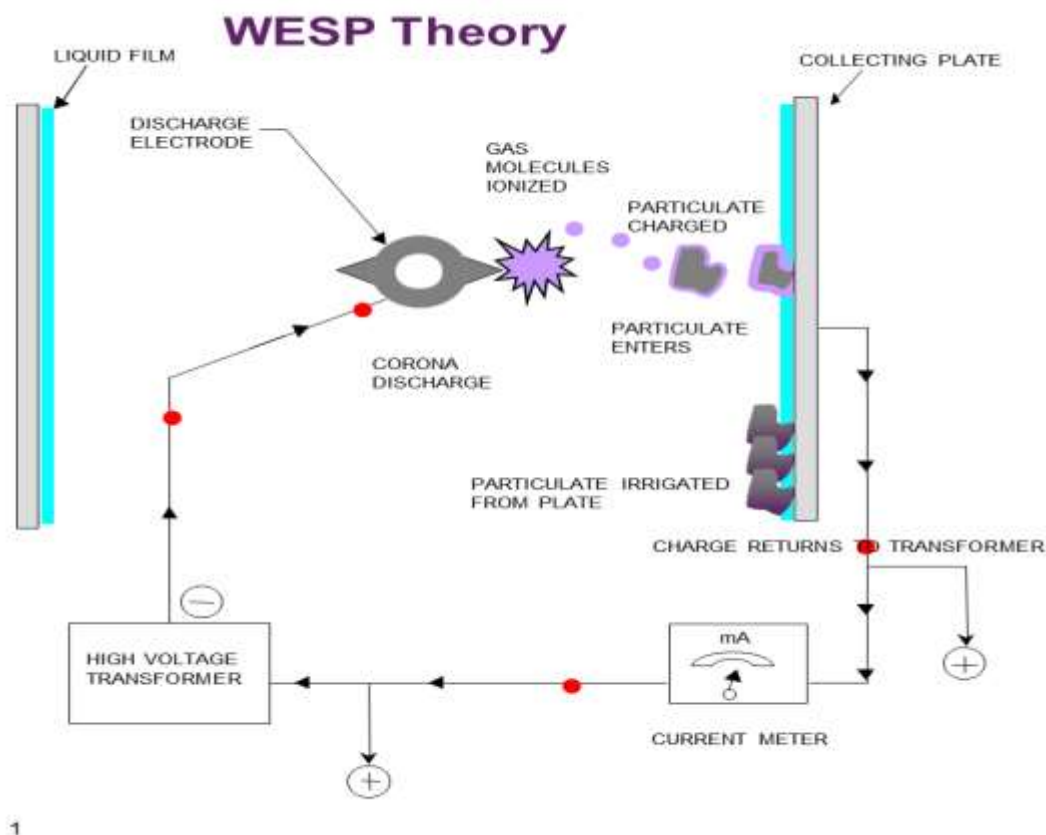 WESP Theory
LIQUID FILM
COLLECTING PLATE
DISCHARGE
ELECTRODE
GAS
MOLECULES
IONIZED
PARTICULATE
CHARGED
PARTICULATE
ENTERS
CORONA
DISCHARGE
PARTICULATE IRRIGATED
FROM PLATE
CHARGE RETURNS TO TRANSFORMER
−
HIGH VOLTAGE
TRANSFORMER
mA
+
CURRENT METER
+
1